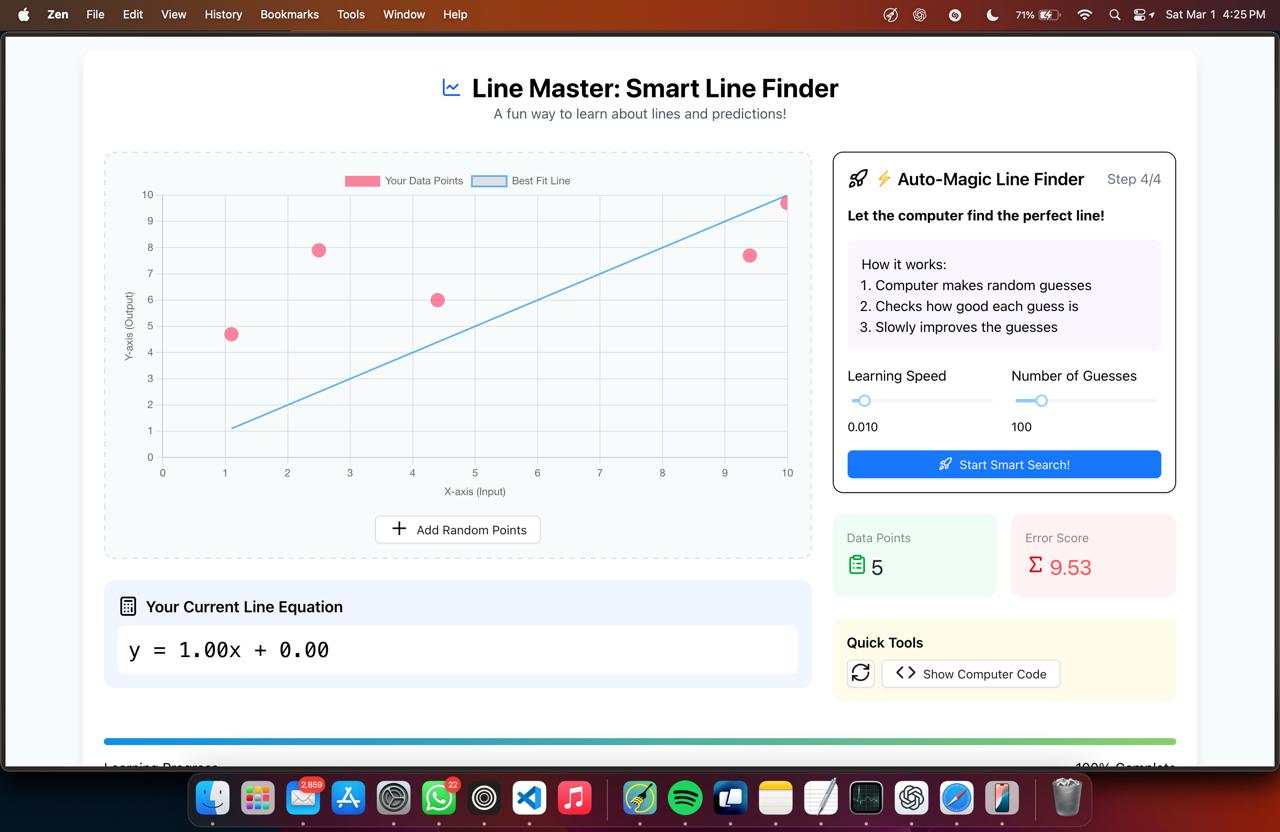 Zen File Edit View History Bookmarks Tools Window Help 71% Sat Mar 1 4:25 PM
Line Master: Smart Line Finder
A fun way to learn about lines and predictions!
Your Data Points Best Fit Line
10
9
8
7
6
5
4
3
2
1
0
Y-axis (Output)
0 1 2 3 4 5 6 7 8 9 10
X-axis (Input)
Add Random Points
Your Current Line Equation
y = 1.00x + 0.00
⚡ Auto-Magic Line Finder Step 4/4
Let the computer find the perfect line!
How it works:
1. Computer makes random guesses
2. Checks how good each guess is
3. Slowly improves the guesses
Learning Speed Number of Guesses
0.010 100
Start Smart Search!
Data Points Error Score
5 Σ 9.53
Quick Tools
Show Computer Code
Learning Progress 100% Complete
2,859 22